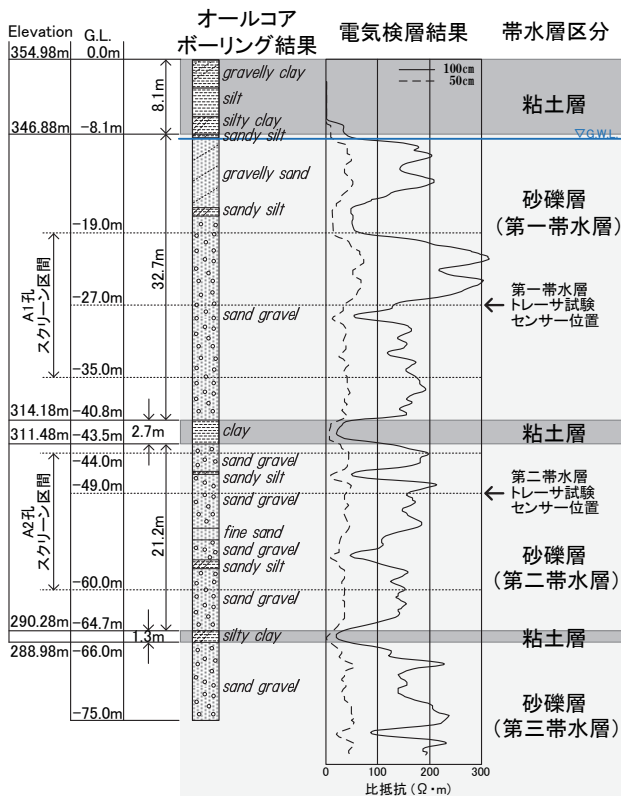 Elevation G.L. オールコア ボーリング結果 電気検層結果 帯水層区分
354.98m 0.0m
100cm
50cm
gravelly clay
silt
8.1m
粘土層
silty clay
346.88m -8.1m
sandy silt
▽G.W.L.
gravelly sand
砂礫層
(第一帯水層)
sandy silt
-19.0m
32.7m
A1孔
スクリーン区間
-27.0m
第一帯水層
トレーサ試験
センサー位置
sand gravel
-35.0m
314.18m -40.8m
311.48m -43.5m
2.7m
clay
粘土層
-44.0m
sand gravel
sandy silt
-49.0m
sand gravel
第二帯水層
トレーサ試験
センサー位置
A2孔
スクリーン区間
21.2m
fine sand
sand gravel
sandy silt
砂礫層
(第二帯水層)
-60.0m
sand gravel
290.28m -64.7m
1.3m
silty clay
粘土層
288.98m -66.0m
sand gravel
砂礫層
(第三帯水層)
-75.0m
0 100 200 300
比抵抗(Ω・m)